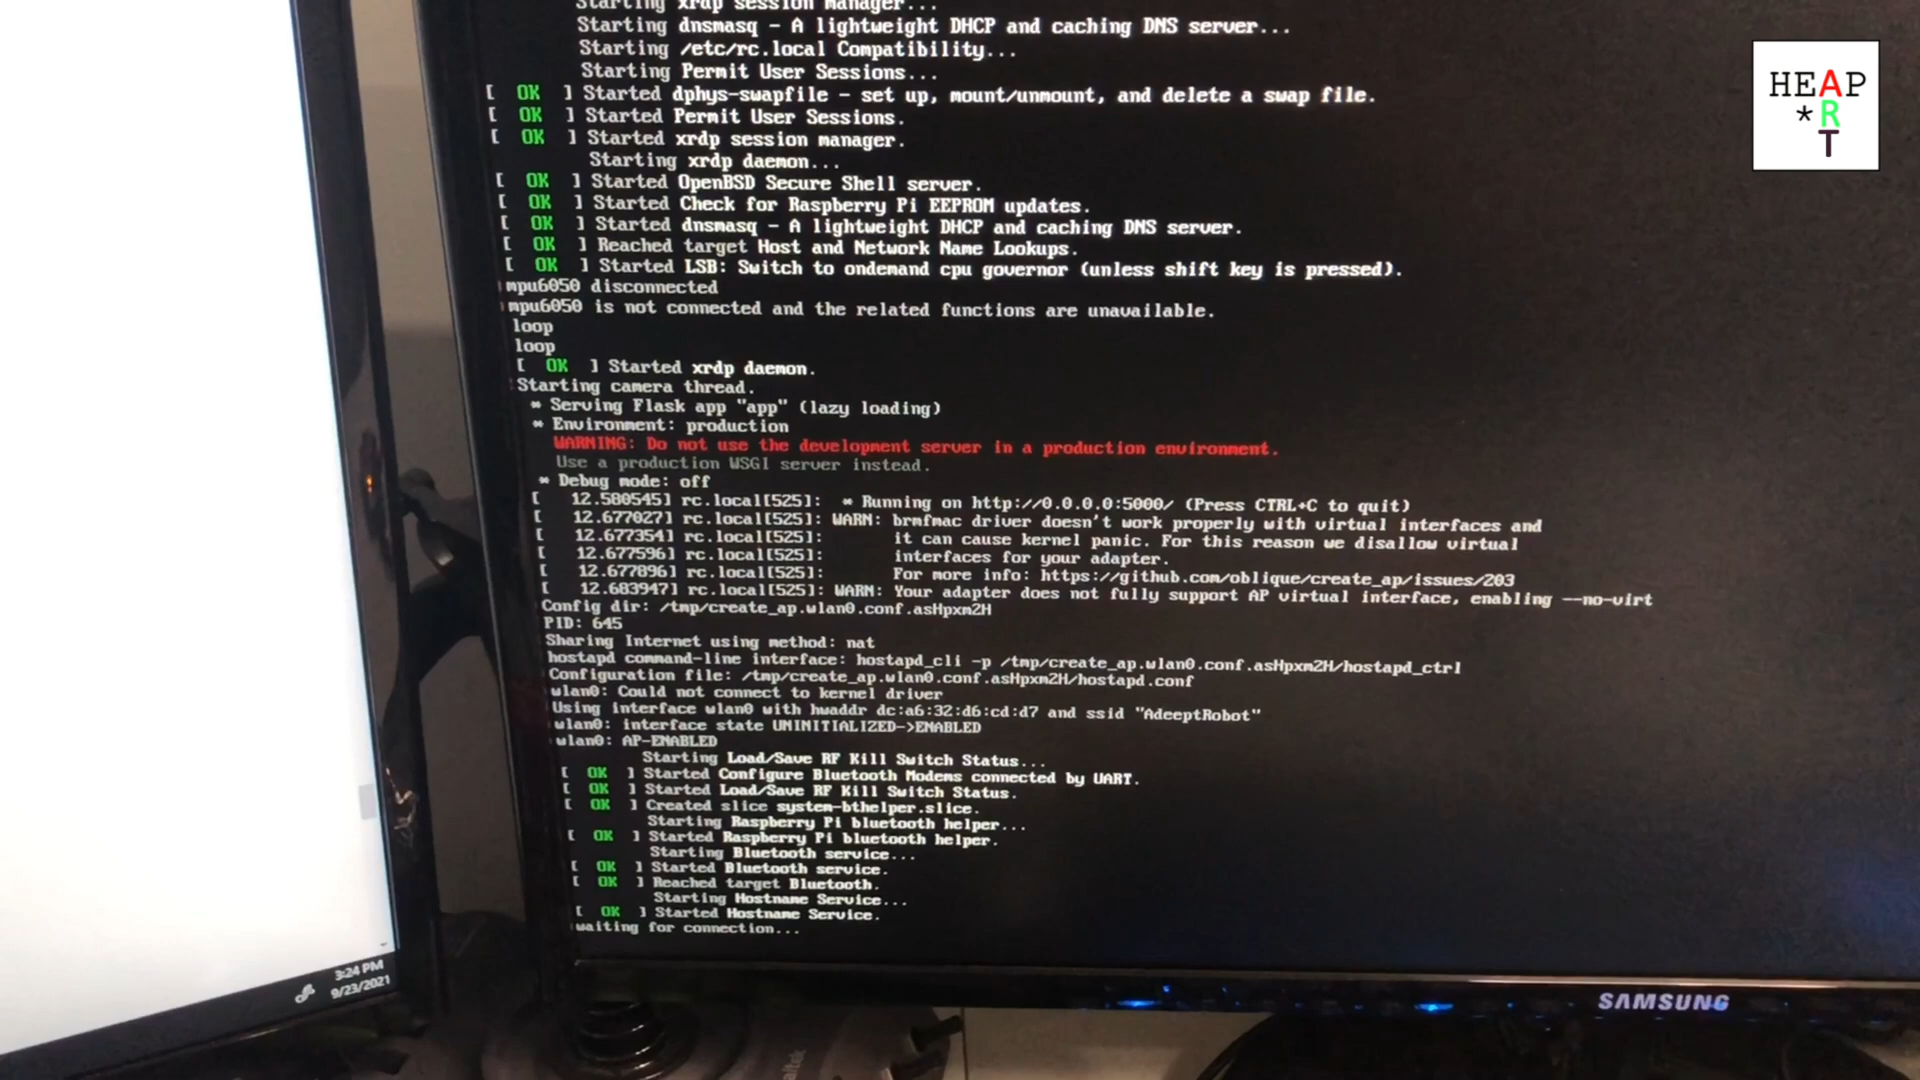 Starting xrdp session manager...
Starting dnsmasq - A lightweight DHCP and caching DNS server...
Starting /etc/rc.local Compatibility...
Starting Permit User Sessions...
[ OK ] Started dphys-swapfile - set up, mount/unmount, and delete a swap file.
[ OK ] Started Permit User Sessions.
[ OK ] Started xrdp session manager.
Starting xrdp daemon...
[ OK ] Started OpenBSD Secure Shell server.
[ OK ] Started Check for Raspberry Pi EEPROM updates.
[ OK ] Started dnsmasq - A lightweight DHCP and caching DNS server.
[ OK ] Reached target Host and Network Name Lookups.
[ OK ] Started LSB: Switch to ondemand cpu governor (unless shift key is pressed).
mpu6050 disconnected
mpu6050 is not connected and the related functions are unavailable.
loop
loop
[ OK ] Started xrdp daemon.
Starting camera thread.
* Serving Flask app "app" (lazy loading)
* Environment: production
WARNING: Do not use the development server in a production environment.
Use a production WSGI server instead.
* Debug mode: off
[ 12.580545] rc.local[525]: * Running on http://0.0.0.0:5000/ (Press CTRL+C to quit)
[ 12.677027] rc.local[525]: WARN: brmfmac driver doesn't work properly with virtual interfaces and
[ 12.677354] rc.local[525]: it can cause kernel panic. For this reason we disallow virtual
[ 12.677596] rc.local[525]: interfaces for your adapter.
[ 12.677896] rc.local[525]: For more info: https://github.com/oblique/create_ap/issues/203
[ 12.683947] rc.local[525]: WARN: Your adapter does not fully support AP virtual interface, enabling --no-virt
Config dir: /tmp/create_ap.wlan0.conf.asHpxm2H
PID: 645
Sharing Internet using method: nat
hostapd command-line interface: hostapd_cli -p /tmp/create_ap.wlan0.conf.asHpxm2H/hostapd_ctrl
Configuration file: /tmp/create_ap.wlan0.conf.asHpxm2H/hostapd.conf
wlan0: Could not connect to kernel driver
Using interface wlan0 with hwaddr dc:a6:32:d6:cd:d7 and ssid "AdeeptRobot"
wlan0: interface state UNINITIALIZED->ENABLED
wlan0: AP-ENABLED
Starting Load/Save RF Kill Switch Status...
[ OK ] Started Configure Bluetooth Modems connected by UART.
[ OK ] Started Load/Save RF Kill Switch Status.
[ OK ] Created slice system-bthelper.slice.
Starting Raspberry Pi bluetooth helper...
[ OK ] Started Raspberry Pi bluetooth helper.
Starting Bluetooth service...
[ OK ] Started Bluetooth service.
[ OK ] Reached target Bluetooth.
Starting Hostname Service...
[ OK ] Started Hostname Service.
waiting for connection...
HEAP
*R
T
3:24 PM
9/23/2021
SAMSUNG